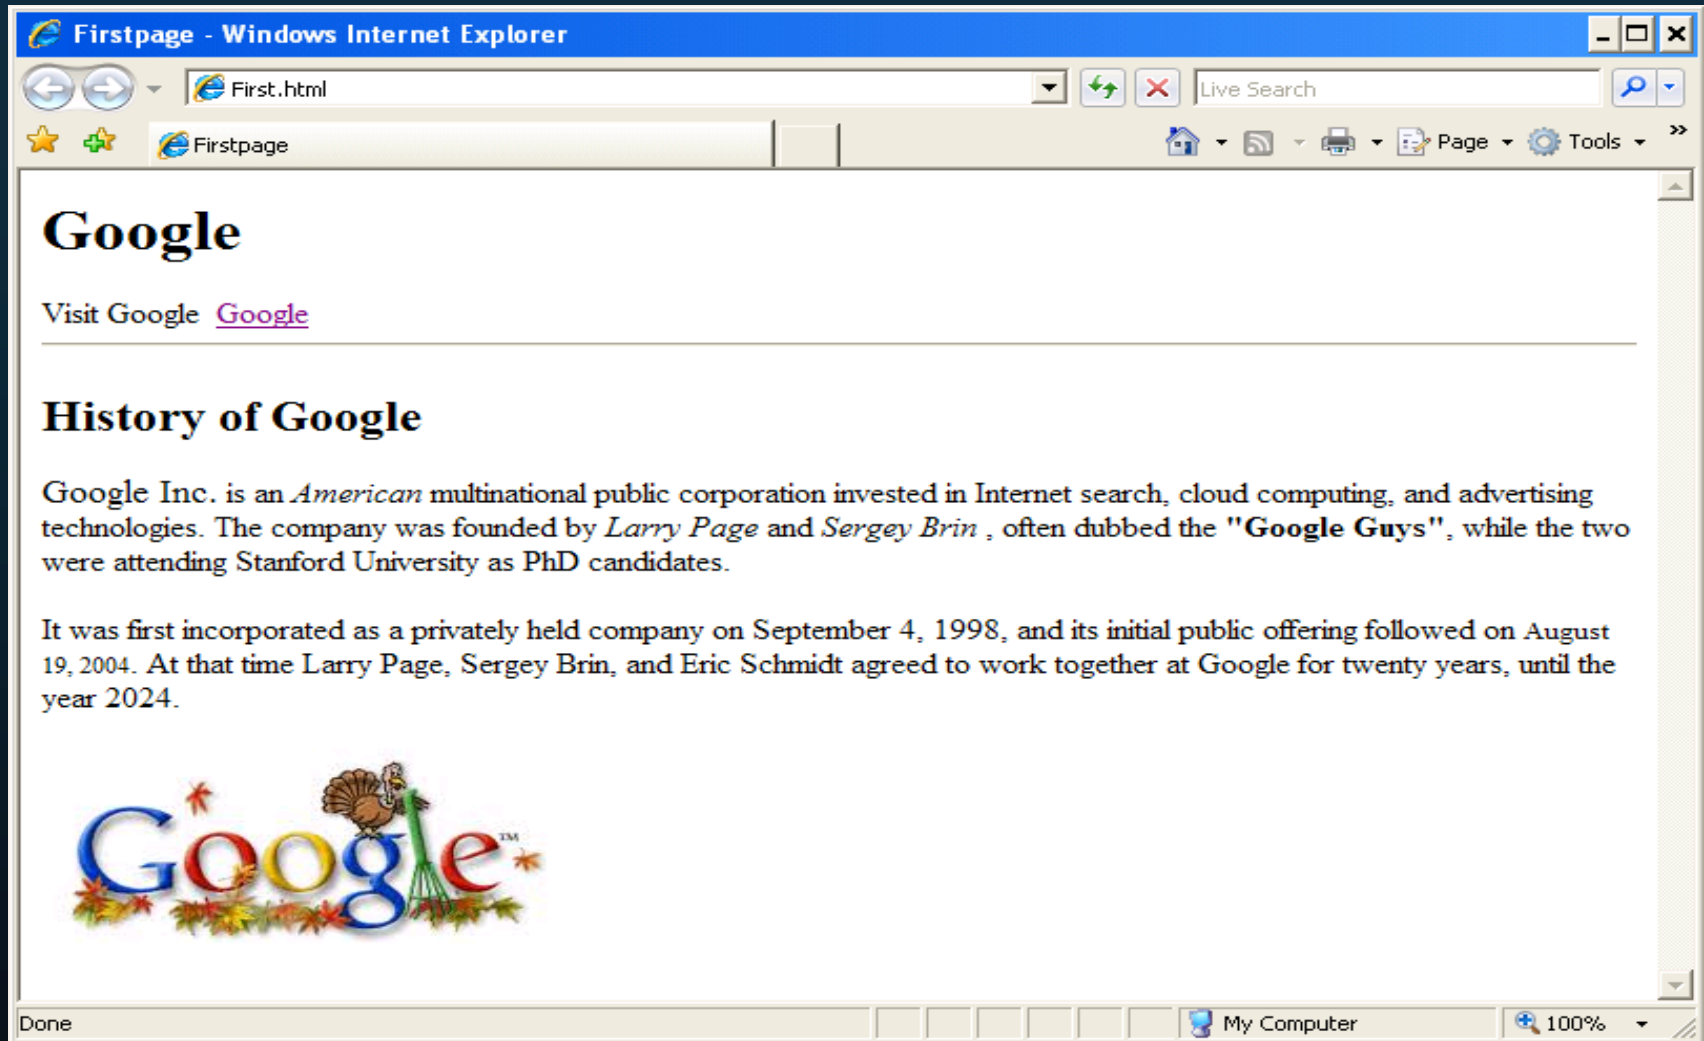 Firstpage - Windows Internet Explorer
First.html
Live Search
Firstpage
Page
Tools
Google
Visit Google Google
History of Google
Google Inc. is an American multinational public corporation invested in Internet search, cloud computing, and advertising
technologies. The company was founded by Larry Page and Sergey Brin , often dubbed the "Google Guys", while the two
were attending Stanford University as PhD candidates.
It was first incorporated as a privately held company on September 4, 1998, and its initial public offering followed on August
19, 2004. At that time Larry Page, Sergey Brin, and Eric Schmidt agreed to work together at Google for twenty years, until the
year 2024.
Google™
Done
My Computer
100%